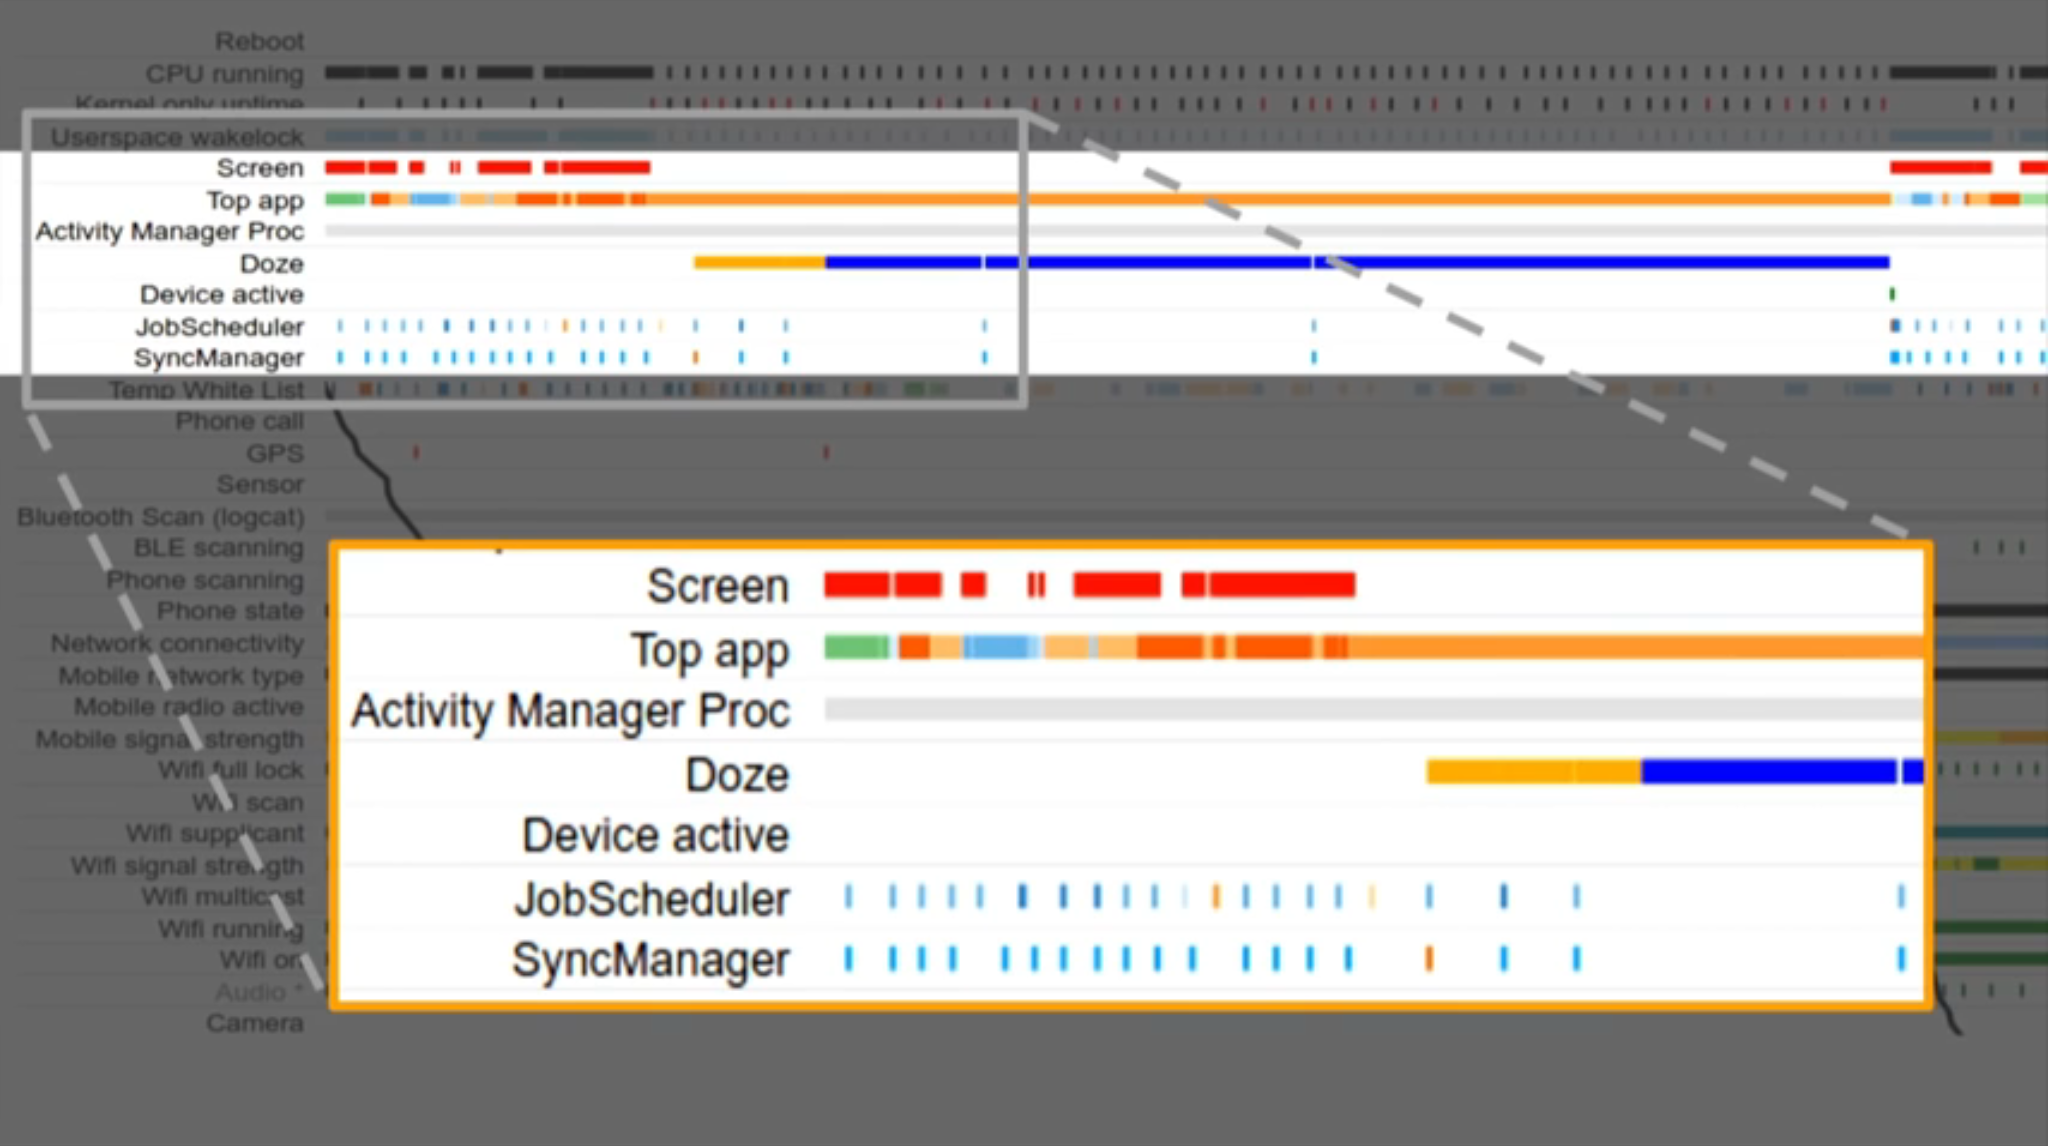 Reboot
CPU running
Kernel only uptime
Userspace wakelock
Screen
Top app
Activity Manager Proc
Doze
Device active
JobScheduler
SyncManager
Temp White List
Phone call
GPS
Sensor
Bluetooth Scan (logcat)
BLE scanning
Phone scanning
Phone state
Network connectivity
Mobile network type
Mobile radio active
Mobile signal strength
Wifi full lock
Wifi scan
Wifi supplicant
Wifi signal strength
Wifi multicast
Wifi running
Wifi on
Audio *
Camera
Screen
Top app
Activity Manager Proc
Doze
Device active
JobScheduler
SyncManager